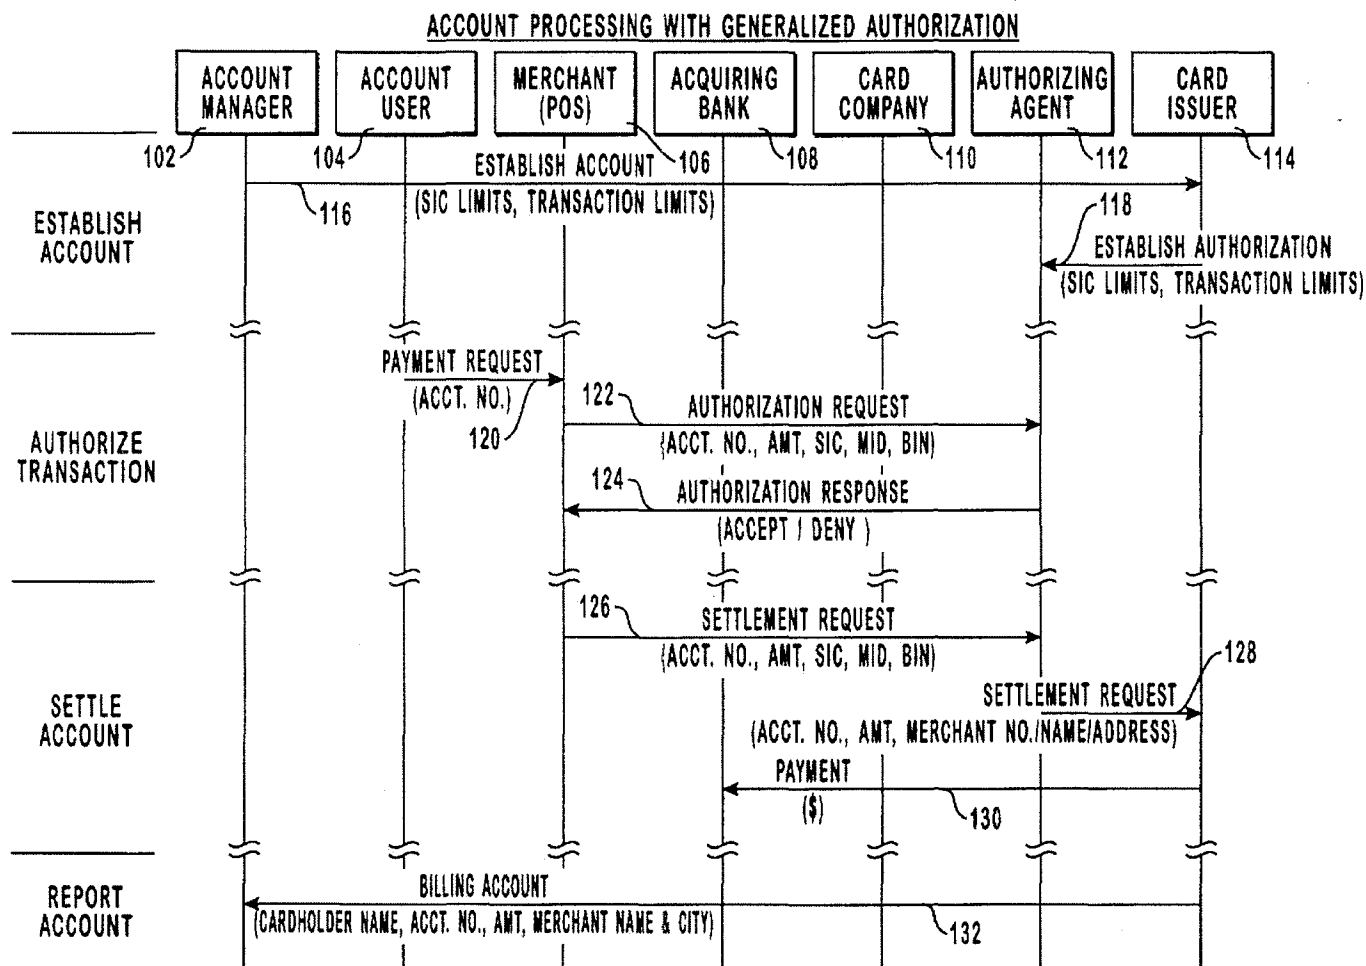 ACCOUNT PROCESSING WITH GENERALIZED AUTHORIZATION
ACCOUNT MANAGER
ACCOUNT USER
MERCHANT (POS)
ACQUIRING BANK
CARD COMPANY
AUTHORIZING AGENT
CARD ISSUER
102
104
106
108
110
112
114
ESTABLISH ACCOUNT
116
(SIC LIMITS, TRANSACTION LIMITS)
118
ESTABLISH
ACCOUNT
ESTABLISH AUTHORIZATION
(SIC LIMITS, TRANSACTION LIMITS)
PAYMENT REQUEST
(ACCT. NO.)
120
122
AUTHORIZATION REQUEST
(ACCT. NO., AMT, SIC, MID, BIN)
AUTHORIZE
TRANSACTION
124
AUTHORIZATION RESPONSE
(ACCEPT / DENY )
126
SETTLEMENT REQUEST
(ACCT. NO., AMT, SIC, MID, BIN)
128
SETTLE
ACCOUNT
SETTLEMENT REQUEST
(ACCT. NO., AMT, MERCHANT NO./NAME/ADDRESS)
PAYMENT
($)
130
REPORT
ACCOUNT
BILLING ACCOUNT
(CARDHOLDER NAME, ACCT. NO., AMT, MERCHANT NAME & CITY)
132